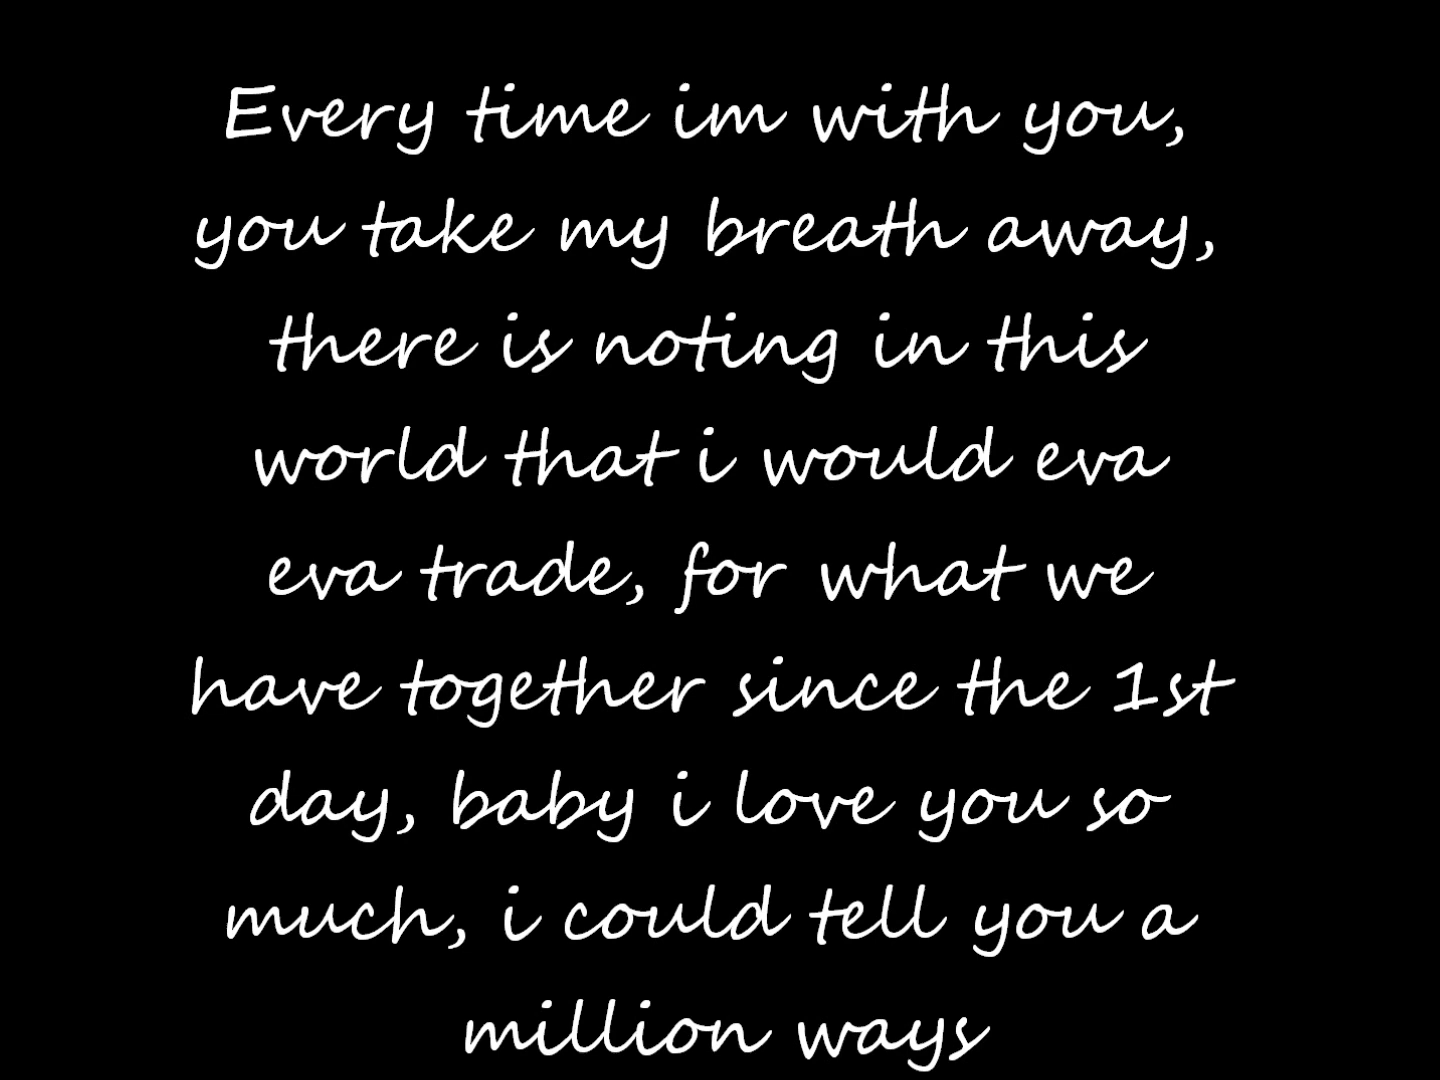 Every time im with you,
you take my breath away,
there is noting in this
world that i would eva
eva trade, for what we
have together since the 1st
day, baby i love you so
much, i could tell you a
million ways